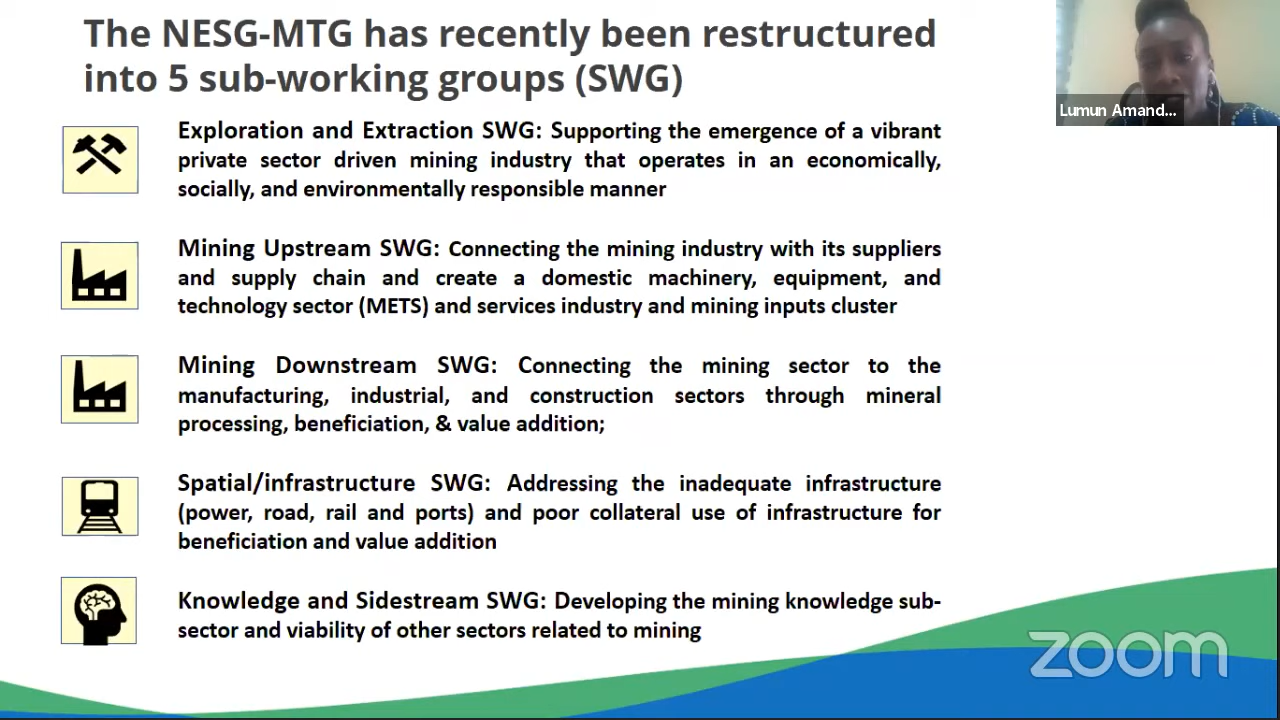 The NESG-MTG has recently been restructured
into 5 sub-working groups (SWG)
Lumun Amand...
Exploration and Extraction SWG: Supporting the emergence of a vibrant
private sector driven mining industry that operates in an economically,
socially, and environmentally responsible manner
Mining Upstream SWG: Connecting the mining industry with its suppliers
and supply chain and create a domestic machinery, equipment, and
technology sector (METS) and services industry and mining inputs cluster
Mining Downstream SWG: Connecting the mining sector to the
manufacturing, industrial, and construction sectors through mineral
processing, beneficiation, & value addition;
Spatial/infrastructure SWG: Addressing the inadequate infrastructure
(power, road, rail and ports) and poor collateral use of infrastructure for
beneficiation and value addition
Knowledge and Sidestream SWG: Developing the mining knowledge sub-
sector and viability of other sectors related to mining
zoom